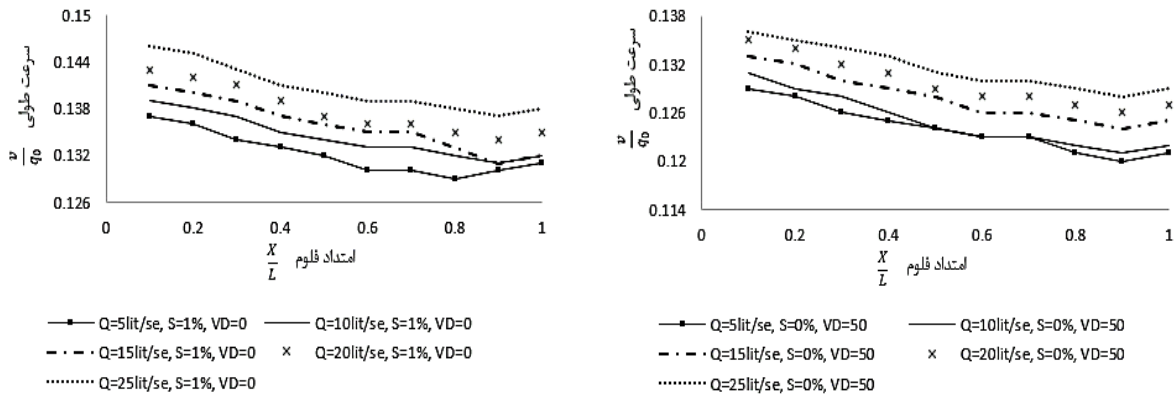 0.15
0.144
0.138
0.132
0.126
سرعت طولی
v
q₀
0 0.2 0.4 0.6 0.8 1
X
L
امتداد فلوم
Q=5lit/se, S=1%, VD=0
Q=10lit/se, S=1%, VD=0
Q=15lit/se, S=1%, VD=0
Q=20lit/se, S=1%, VD=0
Q=25lit/se, S=1%, VD=0
0.138
0.132
0.126
0.12
0.114
سرعت طولی
v
q₀
0 0.2 0.4 0.6 0.8 1
X
L
امتداد فلوم
Q=5lit/se, S=0%, VD=50
Q=10lit/se, S=0%, VD=50
Q=15lit/se, S=0%, VD=50
Q=20lit/se, S=0%, VD=50
Q=25lit/se, S=0%, VD=50